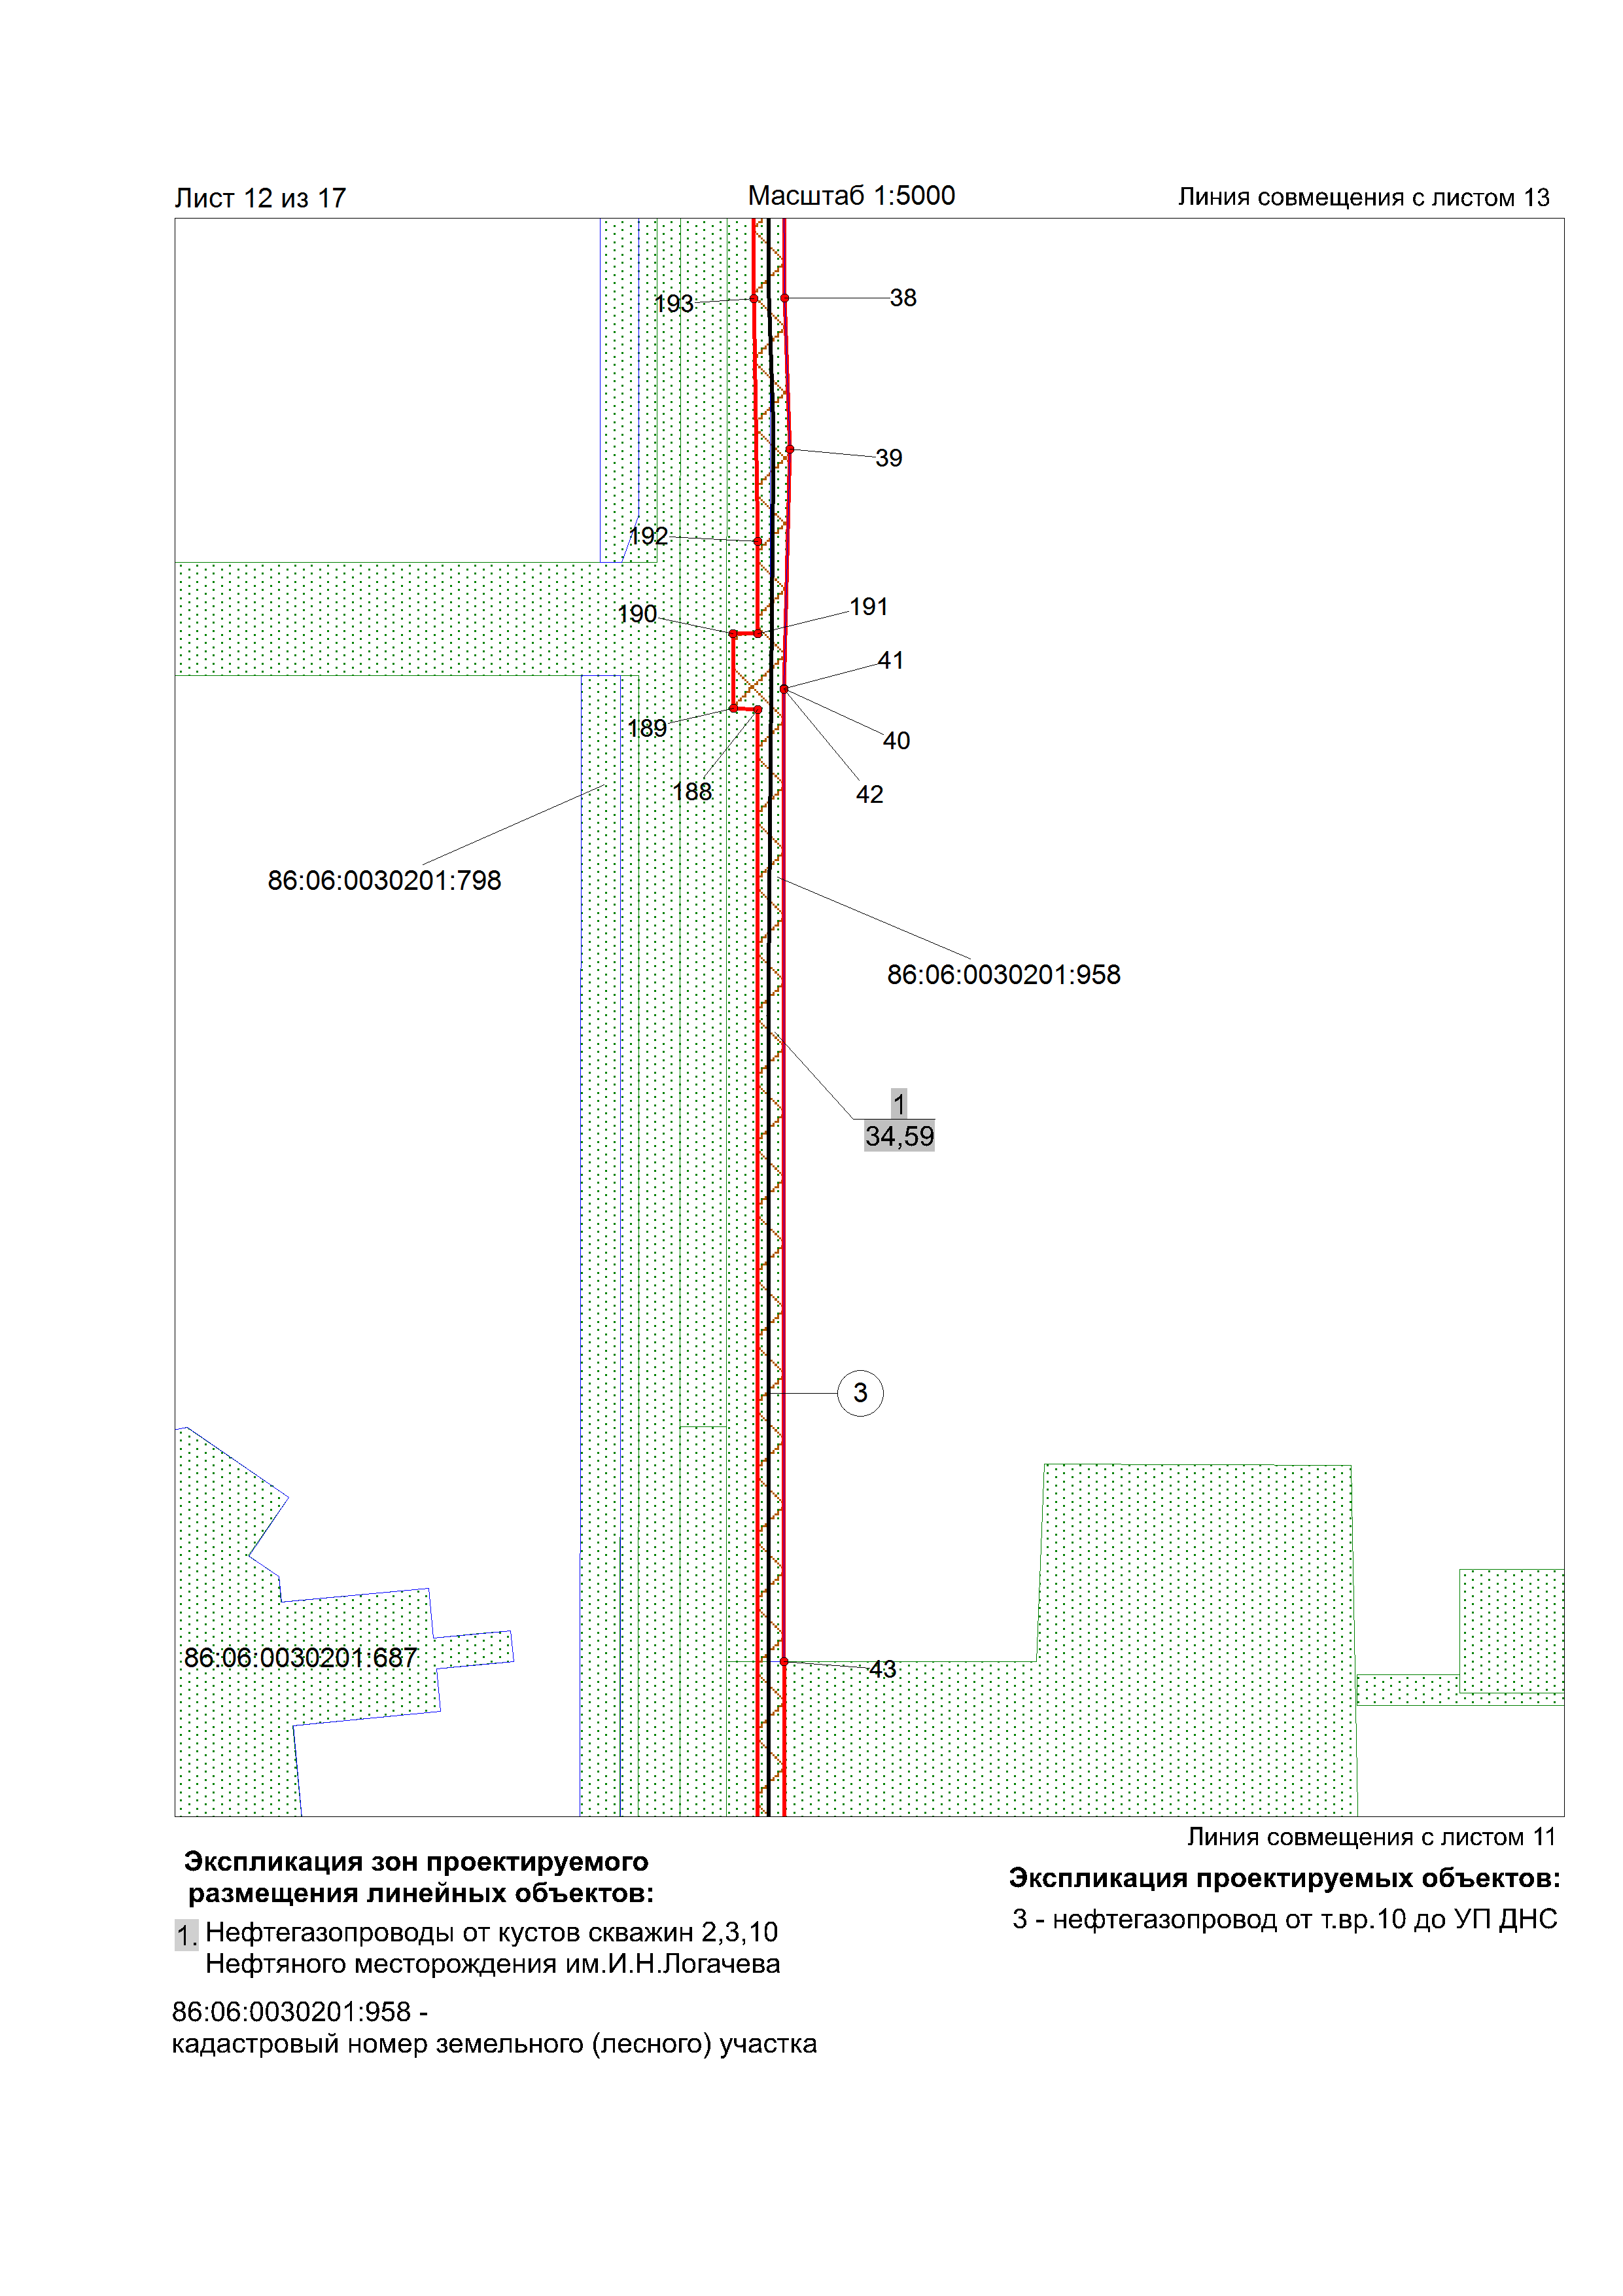 Лист 12 из 17
Масштаб 1:5000
Линия совмещения с листом 13
193
38
39
192
190
191
41
189
40
188
42
86:06:0030201:798
86:06:0030201:958
1
34,59
3
86:06:0030201:687
43
Линия совмещения с листом 11
Экспликация зон проектируемого
размещения линейных объектов:
1. Нефтегазопроводы от кустов скважин 2,3,10
Нефтяного месторождения им.И.Н.Логачева
86:06:0030201:958 -
кадастровый номер земельного (лесного) участка
Экспликация проектируемых объектов:
3 - нефтегазопровод от т.вр.10 до УП ДНС